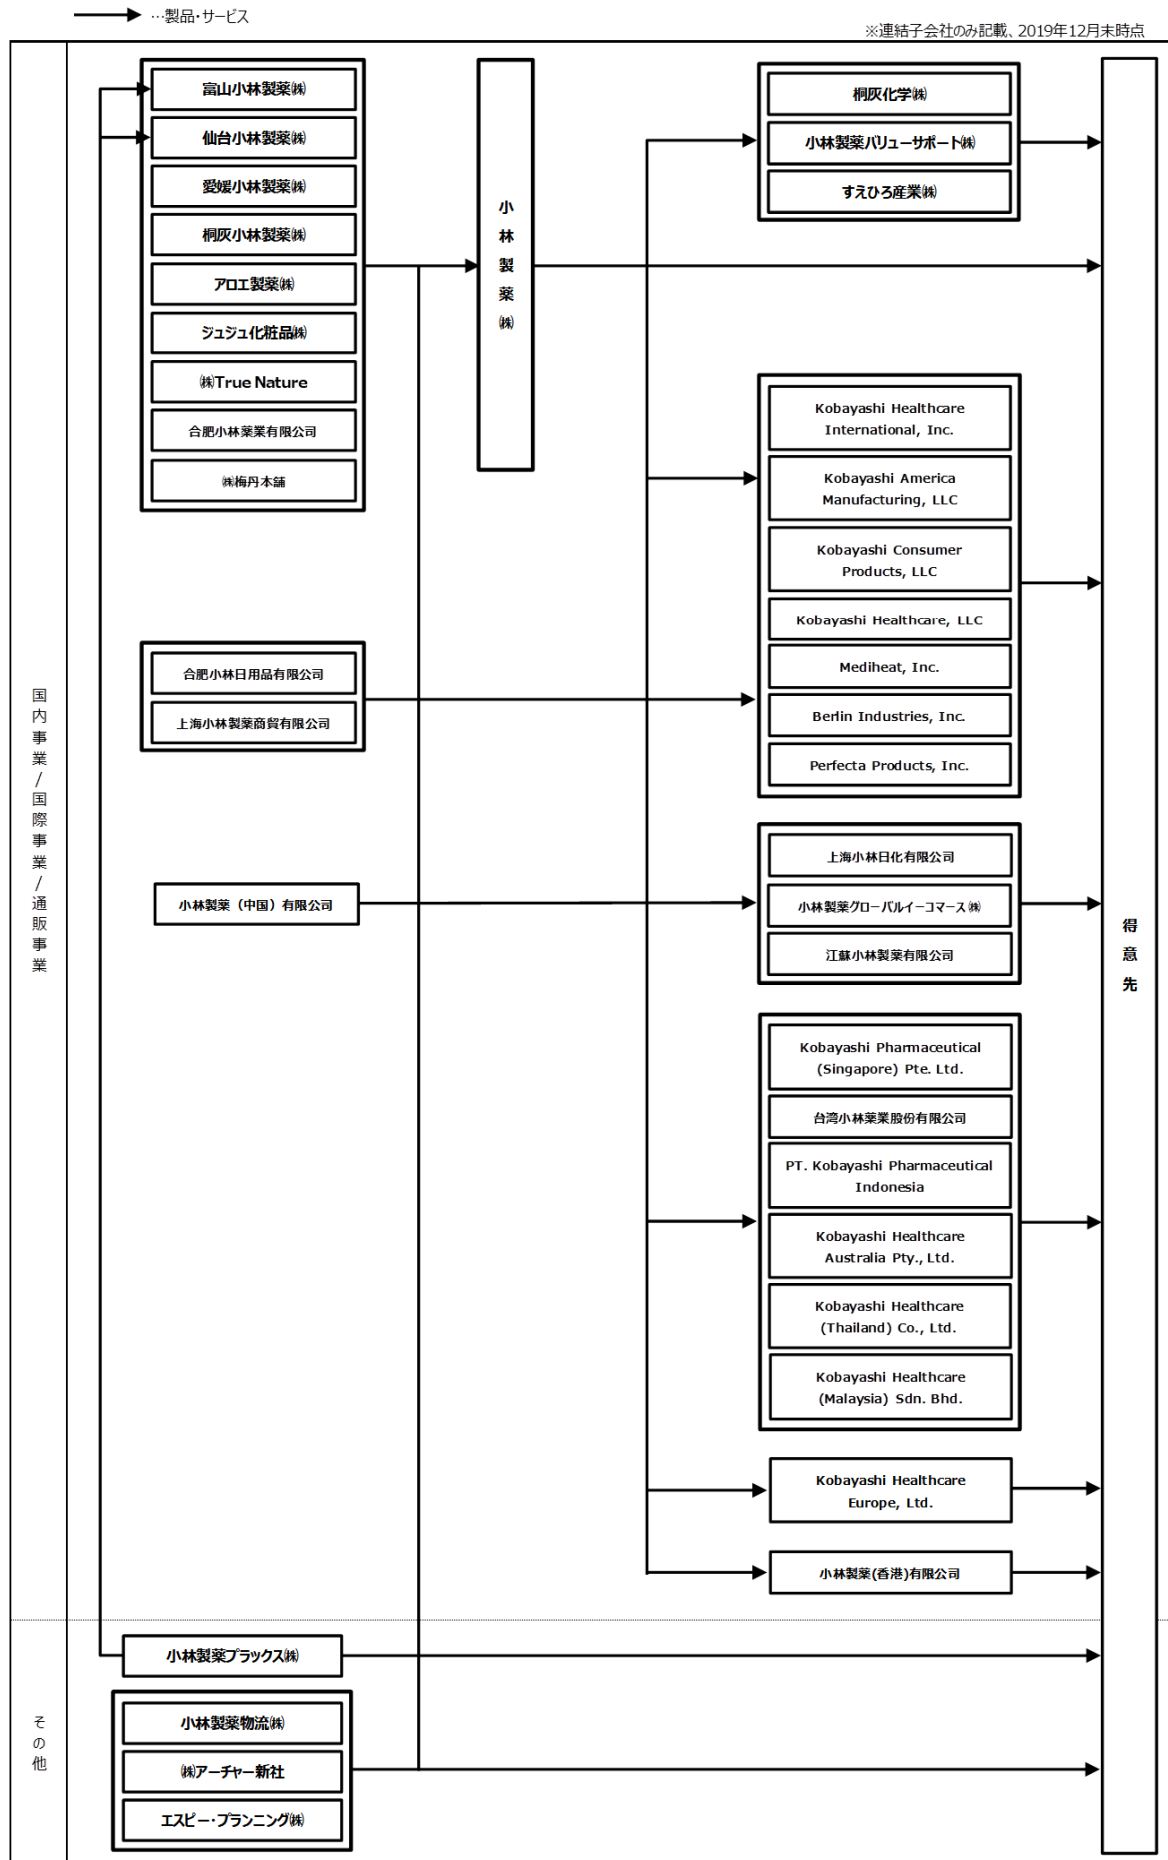 …製品・サービス
※連結子会社のみ記載、2019年12月末時点
国内事業/国際事業/通販事業
富山小林製薬㈱
仙台小林製薬㈱
愛媛小林製薬㈱
桐灰小林製薬㈱
アロエ製薬㈱
ジュジュ化粧品㈱
㈱True Nature
合肥小林薬業有限公司
㈱梅丹本舗
小林製薬㈱
桐灰化学㈱
小林製薬バリューサポート㈱
すえひろ産業㈱
Kobayashi Healthcare
International, Inc.
Kobayashi America
Manufacturing, LLC
Kobayashi Consumer
Products, LLC
Kobayashi Healthcare, LLC
Mediheat, Inc.
Berlin Industries, Inc.
Perfecta Products, Inc.
合肥小林日用品有限公司
上海小林製薬商貿有限公司
小林製薬（中国）有限公司
上海小林日化有限公司
小林製薬グローバルイーコマース㈱
江蘇小林製薬有限公司
Kobayashi Pharmaceutical
(Singapore) Pte. Ltd.
台湾小林薬業股份有限公司
PT. Kobayashi Pharmaceutical
Indonesia
Kobayashi Healthcare
Australia Pty., Ltd.
Kobayashi Healthcare
(Thailand) Co., Ltd.
Kobayashi Healthcare
(Malaysia) Sdn. Bhd.
Kobayashi Healthcare
Europe, Ltd.
小林製薬(香港)有限公司
得意先
その他
小林製薬プラックス㈱
小林製薬物流㈱
㈱アーチャー新社
エスピー・プランニング㈱